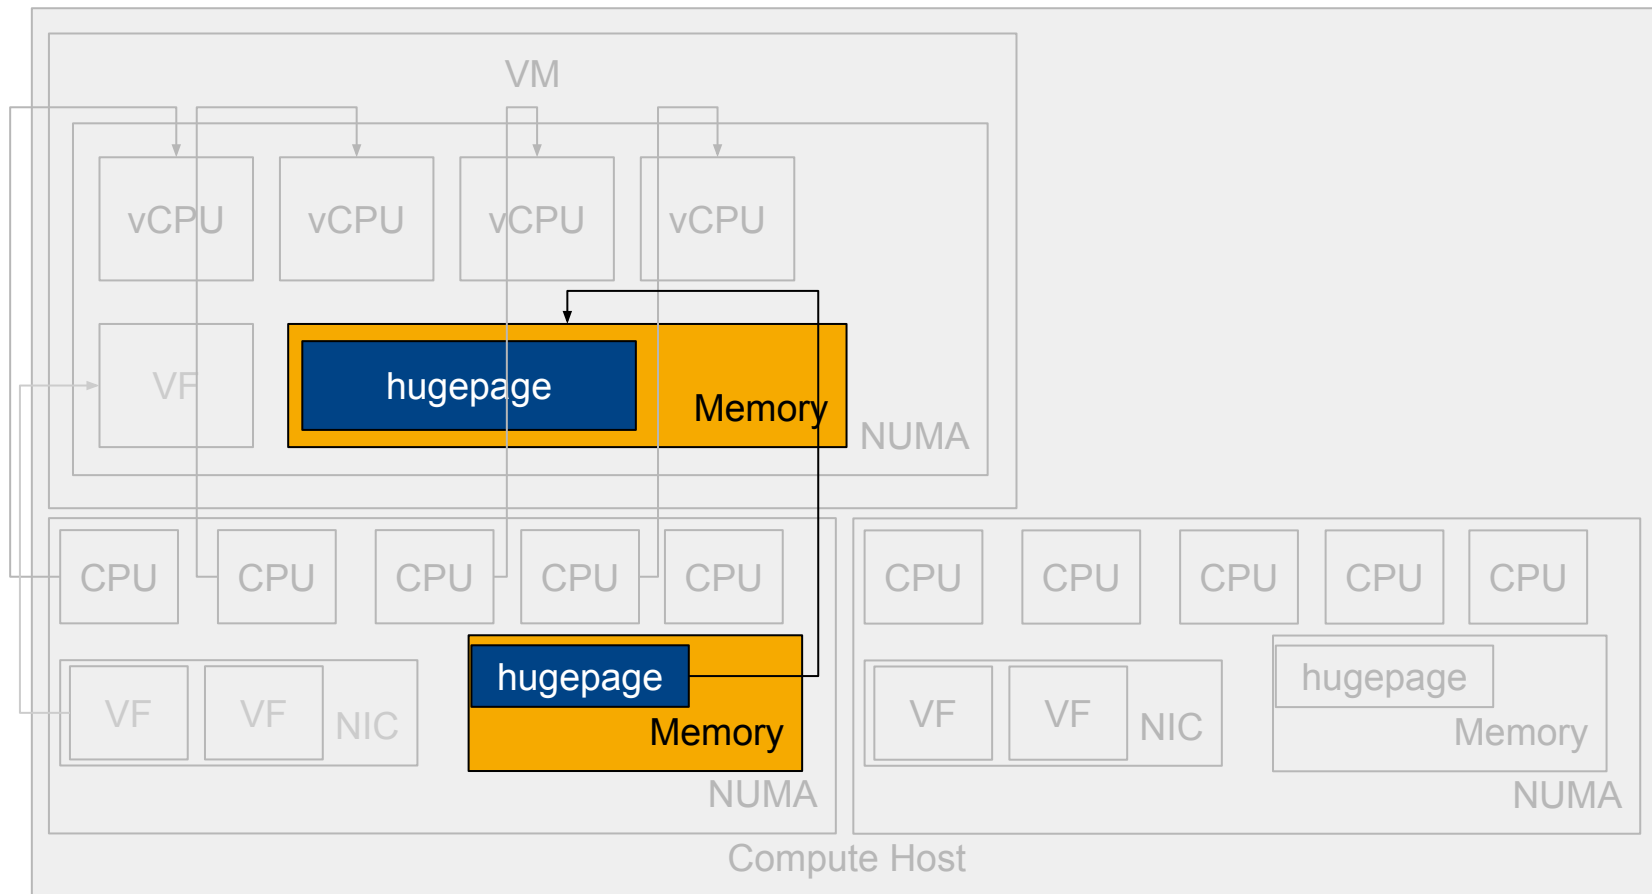 VM
vCPU
vCPU
vCPU
vCPU
VF
hugepage
Memory
NUMA
CPU
CPU
CPU
CPU
CPU
hugepage
Memory
VF
VF
NIC
NUMA
CPU
CPU
CPU
CPU
CPU
VF
VF
NIC
hugepage
Memory
NUMA
Compute Host